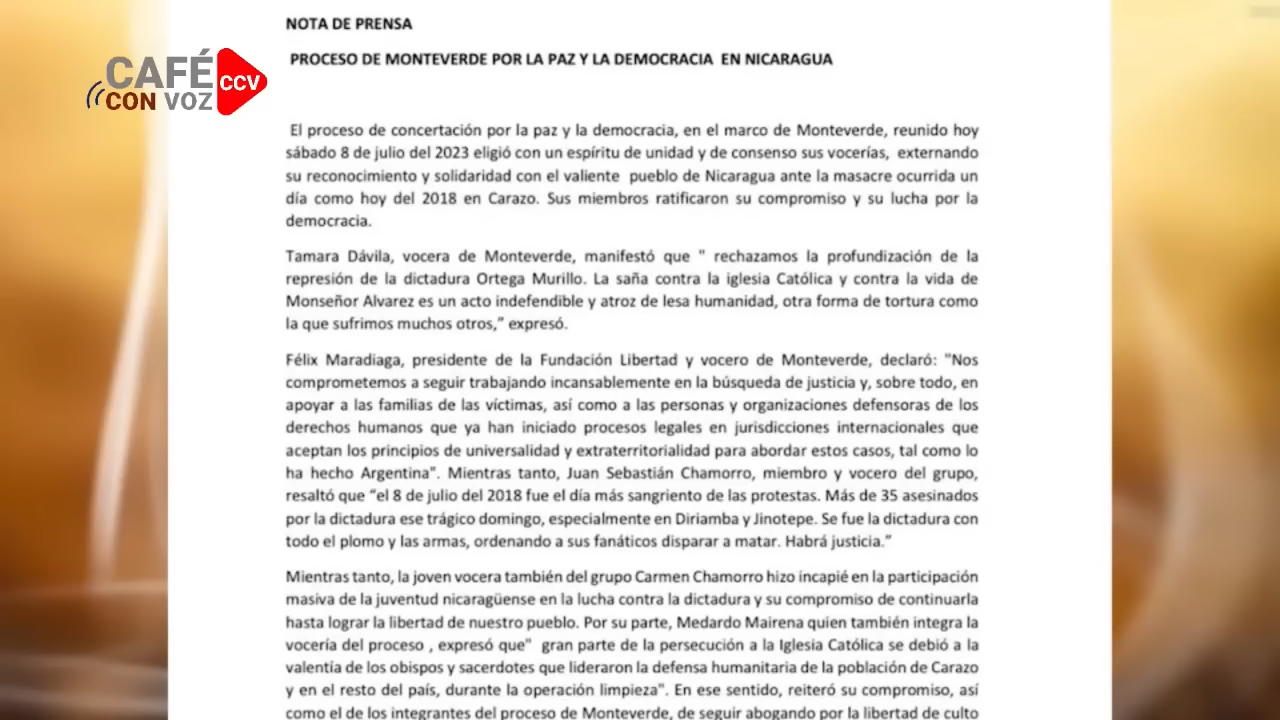 NOTA DE PRENSA
PROCESO DE MONTEVERDE POR LA PAZ Y LA DEMOCRACIA EN NICARAGUA
CAFÉ
CON VOZ
CCV
El proceso de concertación por la paz y la democracia, en el marco de Monteverde, reunido hoy
sábado 8 de julio del 2023 eligió con un espíritu de unidad y de consenso sus vocerías, externando
su reconocimiento y solidaridad con el valiente pueblo de Nicaragua ante la masacre ocurrida un
día como hoy del 2018 en Carazo. Sus miembros ratificaron su compromiso y su lucha por la
democracia.
Tamara Dávila, vocera de Monteverde, manifestó que " rechazamos la profundización de la
represión de la dictadura Ortega Murillo. La saña contra la iglesia Católica y contra la vida de
Monseñor Alvarez es un acto indefendible y atroz de lesa humanidad, otra forma de tortura como
la que sufrimos muchos otros,” expresó.
Félix Maradiaga, presidente de la Fundación Libertad y vocero de Monteverde, declaró: "Nos
comprometemos a seguir trabajando incansablemente en la búsqueda de justicia y, sobre todo, en
apoyar a las familias de las víctimas, así como a las personas y organizaciones defensoras de los
derechos humanos que ya han iniciado procesos legales en jurisdicciones internacionales que
aceptan los principios de universalidad y extraterritorialidad para abordar estos casos, tal como lo
ha hecho Argentina". Mientras tanto, Juan Sebastián Chamorro, miembro y vocero del grupo,
resaltó que “el 8 de julio del 2018 fue el día más sangriento de las protestas. Más de 35 asesinados
por la dictadura ese trágico domingo, especialmente en Diriamba y Jinotepe. Se fue la dictadura con
todo el plomo y las armas, ordenando a sus fanáticos disparar a matar. Habrá justicia.”
Mientras tanto, la joven vocera también del grupo Carmen Chamorro hizo incapié en la participación
masiva de la juventud nicaragüense en la lucha contra la dictadura y su compromiso de continuarla
hasta lograr la libertad de nuestro pueblo. Por su parte, Medardo Mairena quien también integra la
vocería del proceso , expresó que" gran parte de la persecución a la Iglesia Católica se debió a la
valentía de los obispos y sacerdotes que lideraron la defensa humanitaria de la población de Carazo
y en el resto del país, durante la operación limpieza". En ese sentido, reiteró su compromiso, así
como el de los integrantes del proceso de Monteverde, de seguir abogando por la libertad de culto